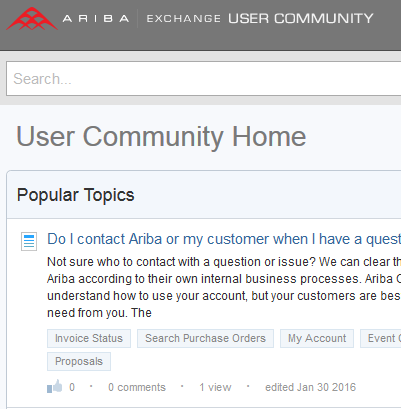 ARIBA EXCHANGE USER COMMUNITY
Search...
User Community Home
Popular Topics
Do I contact Ariba or my customer when I have a quest
Not sure who to contact with a question or issue? We can clear th
Ariba according to their own internal business processes. Ariba C
understand how to use your account, but your customers are bes
need from you. The
Invoice Status Search Purchase Orders My Account Event
Proposals
0 · 0 comments · 1 view · edited Jan 30 2016